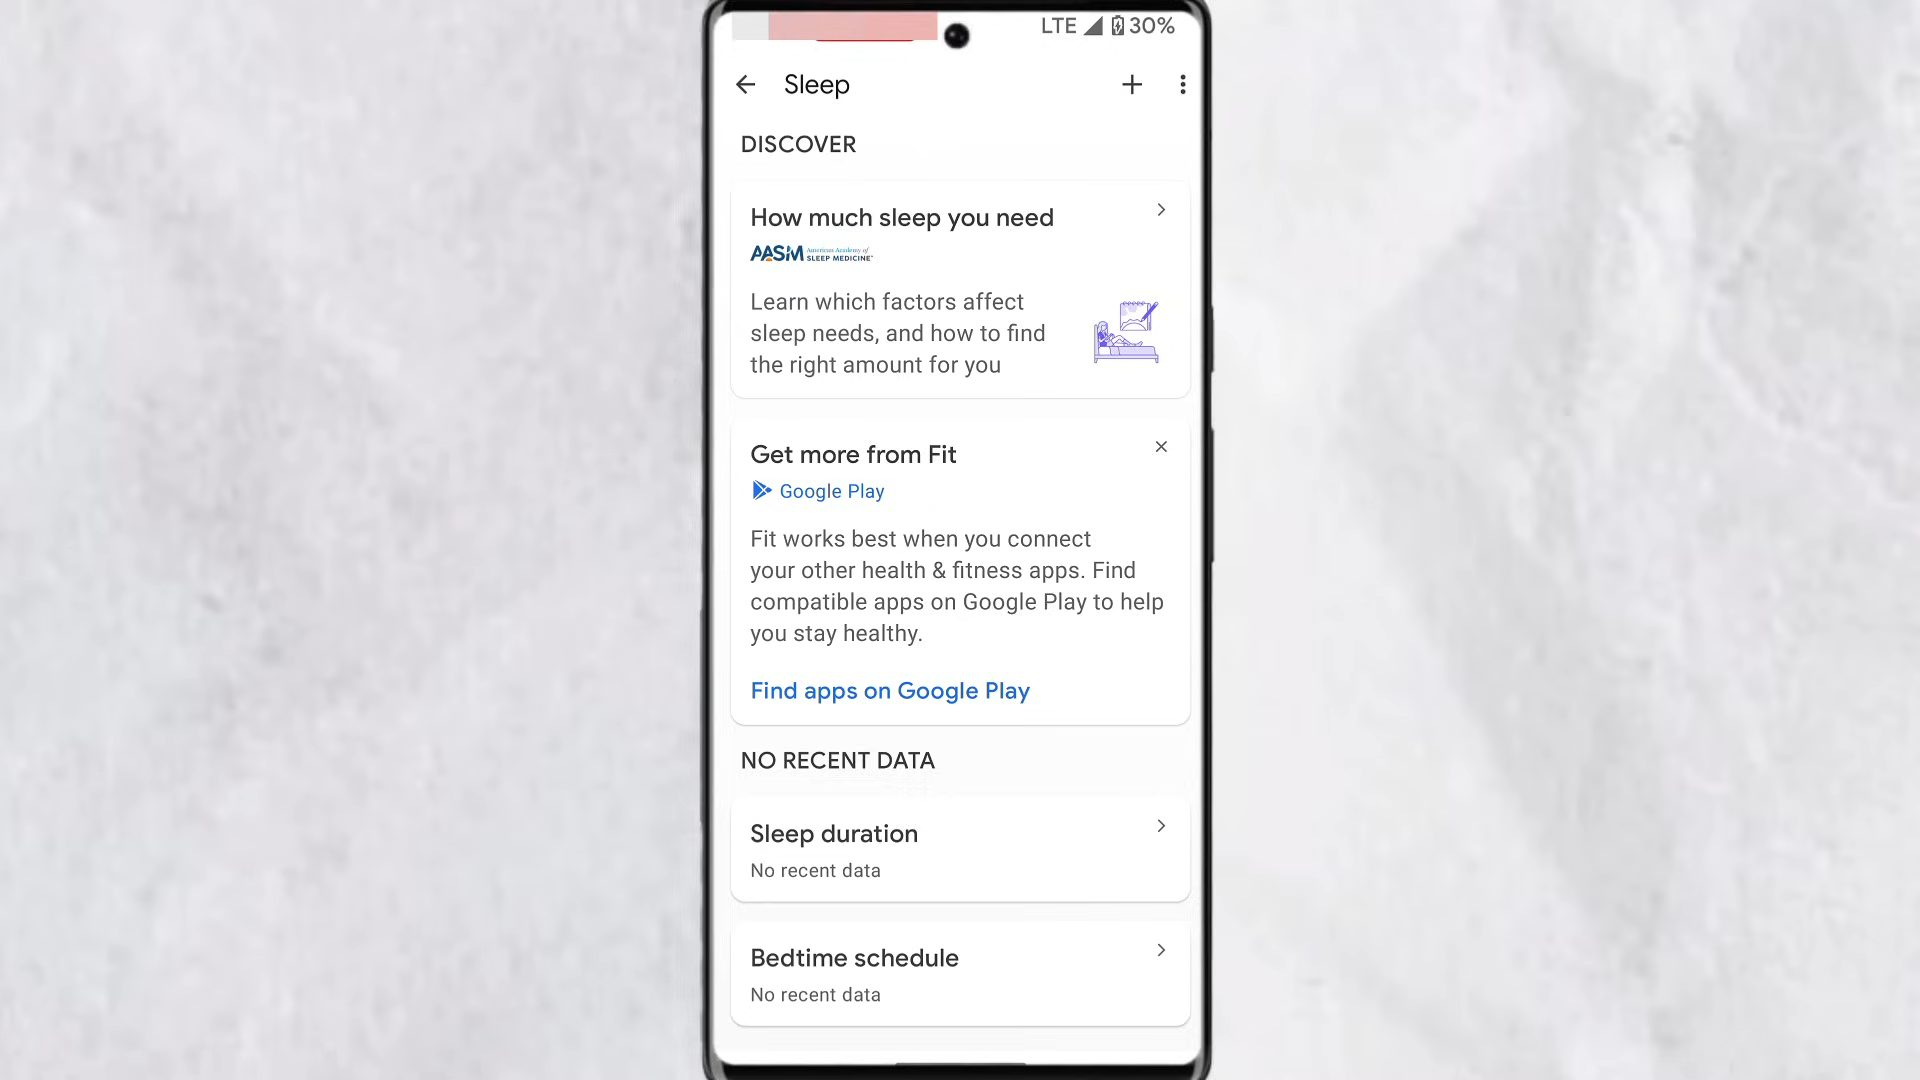 LTE 30%
Sleep
DISCOVER
How much sleep you need
AASM American Academy of
SLEEP MEDICINE
Learn which factors affect
sleep needs, and how to find
the right amount for you
Get more from Fit
Google Play
Fit works best when you connect
your other health & fitness apps. Find
compatible apps on Google Play to help
you stay healthy.
Find apps on Google Play
NO RECENT DATA
Sleep duration
No recent data
Bedtime schedule
No recent data